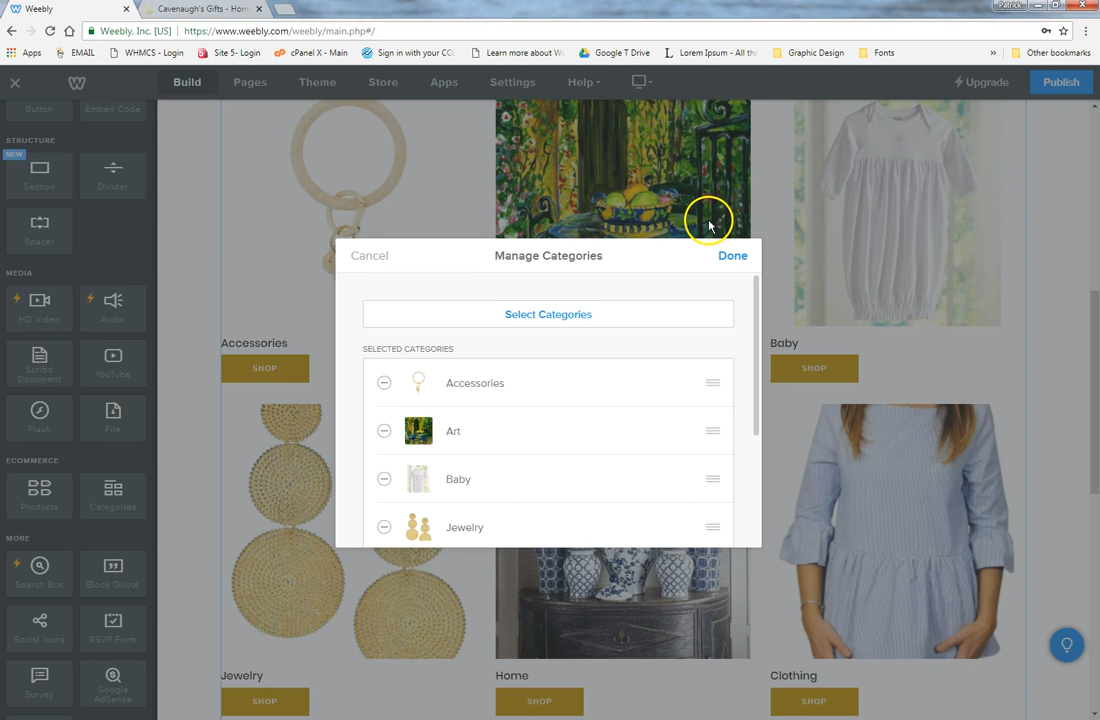 Patrick
Weebly
Cavenaugh's Gifts - Hom
Weebly, Inc. [US]
https://www.weebly.com/weebly/main.php#/
Apps
EMAIL
WHMCS - Login
Site 5- Login
cPanel X - Main
Sign in with your CCL
Learn more about W
Google T Drive
Lorem Ipsum - All the
Graphic Design
Fonts
»
Other bookmarks
Build
Pages
Theme
Store
Apps
Settings
Help
Upgrade
Publish
Button
Embed Code
STRUCTURE
NEW
Section
Divider
Spacer
MEDIA
HD Video
Audio
Scribd
Document
YouTube
Flash
File
ECOMMERCE
Products
Categories
MORE
Search Box
Block Quote
Social Icons
RSVP Form
Survey
Google
AdSense
Cancel
Manage Categories
Done
Select Categories
SELECTED CATEGORIES
Accessories
Art
Baby
Jewelry
Accessories
SHOP
Baby
SHOP
Jewelry
SHOP
Home
SHOP
Clothing
SHOP